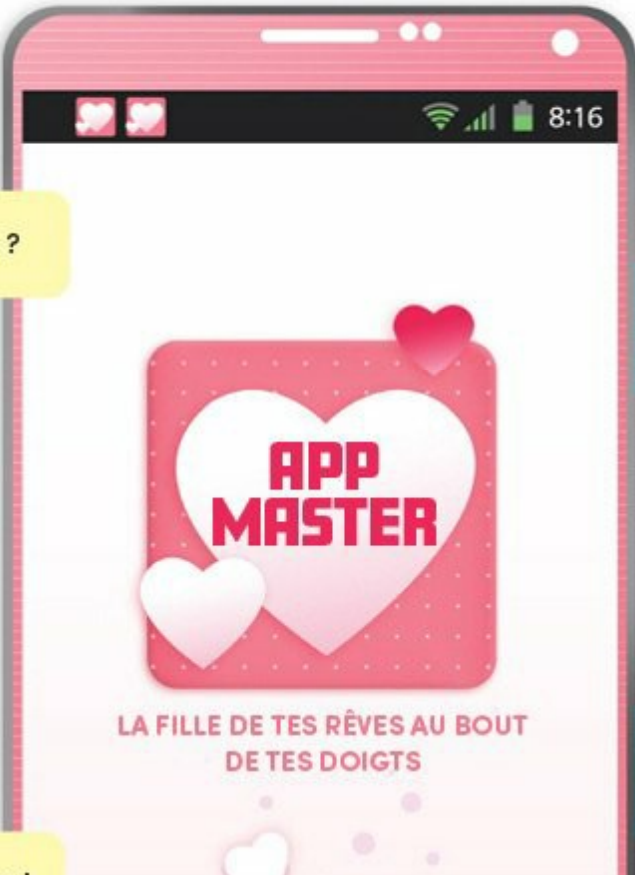 8:16
?
APP
MASTER
LA FILLE DE TES RÊVES AU BOUT
DE TES DOIGTS